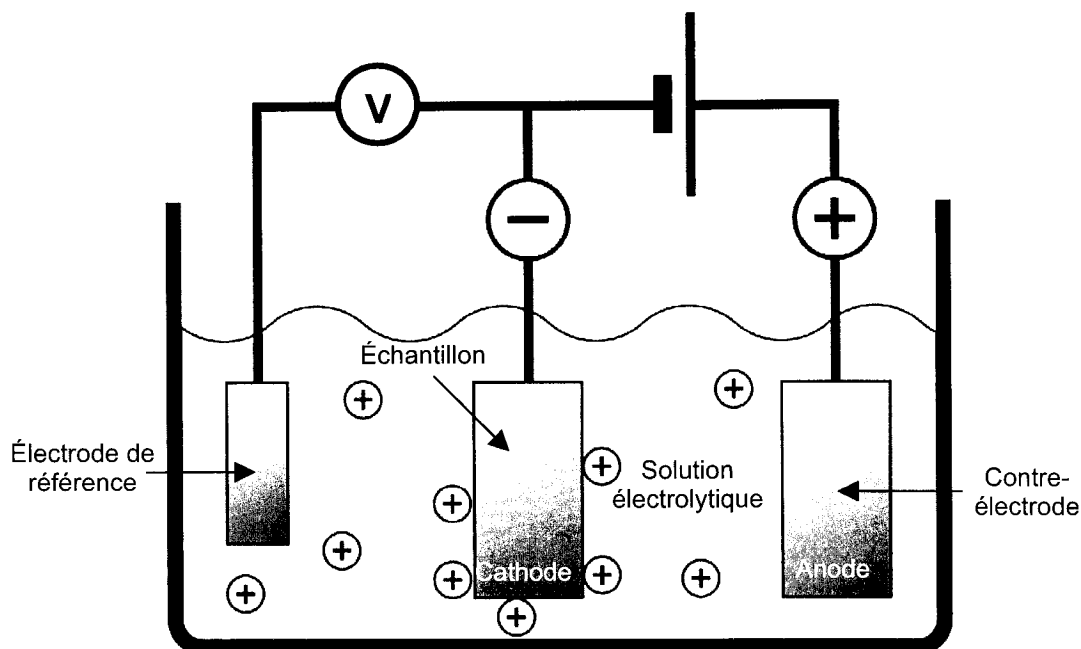 V
−
+
Échantillon
+
+
Électrode de
référence
+
Solution
électrolytique
Contre-
électrode
+
+
+
Cathode
+
+
Anode
+
+